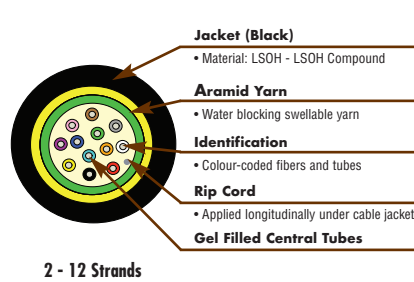 Jacket (Black)
• Material: LSOH - LSOH Compound
Aramid Yarn
• Water blocking swellable yarn
Identification
• Colour-coded fibers and tubes
Rip Cord
• Applied longitudinally under cable jacket
Gel Filled Central Tubes
2 - 12 Strands